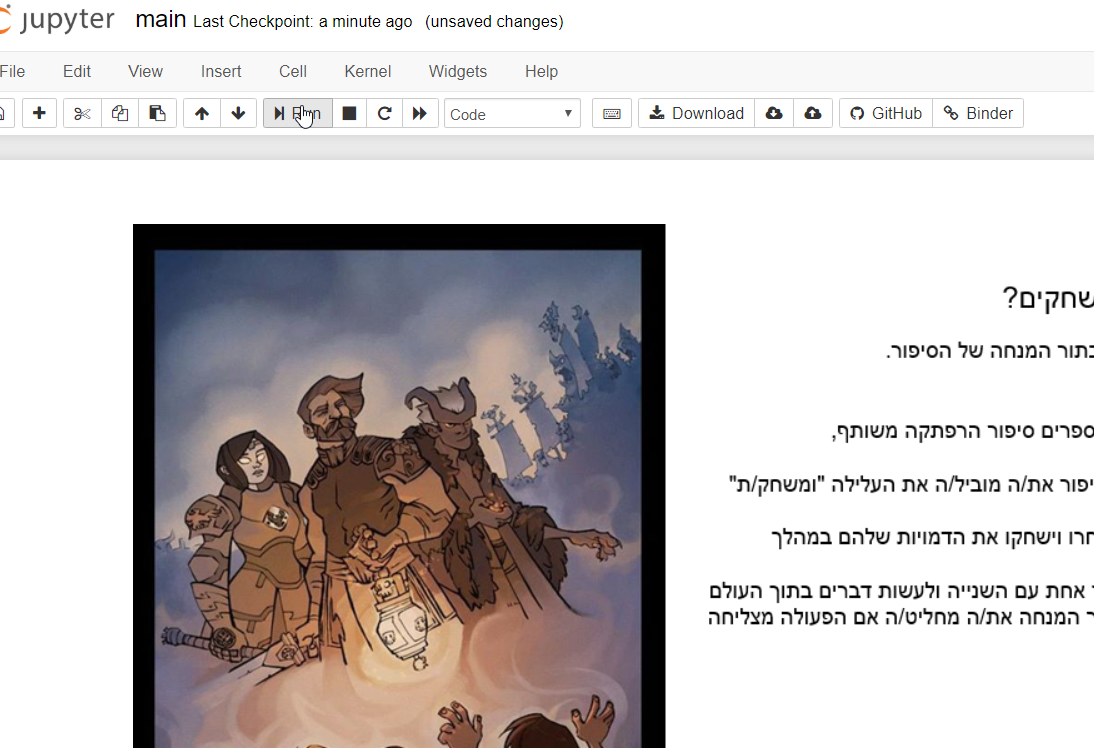 jupyter main Last Checkpoint: a minute ago (unsaved changes)
File Edit View Insert Cell Kernel Widgets Help
Code Download GitHub Binder
שחקים?
בתור המנחה של הסיפור.
ספרים סיפור הרפתקה משותף,
יפור את/ה מוביל/ה את העלילה "ומשחק/ת"
חרו וישחקו את הדמויות שלהם במהלך
אחת עם השנייה ולעשות דברים בתוך העולם
ר המנחה את/ה מחליט/ה אם הפעולה מצליחה